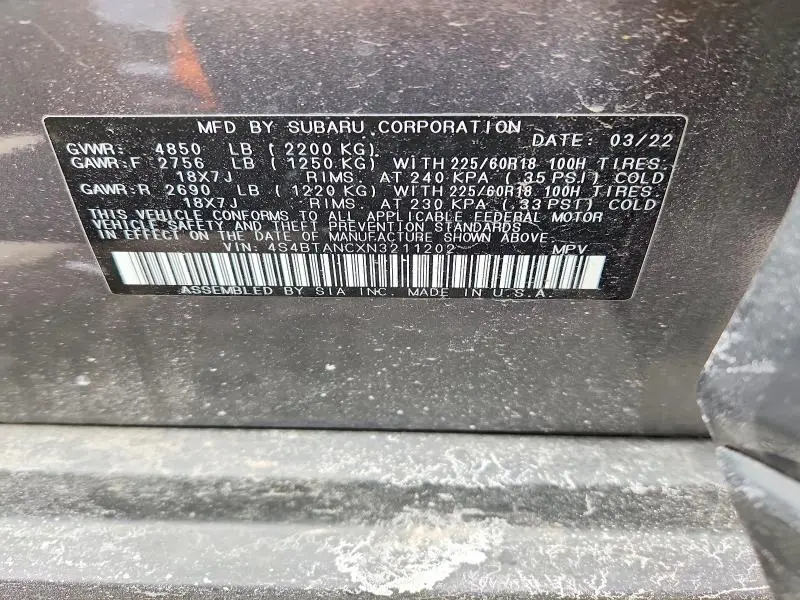 MFD BY SUBARU CORPORATION DATE: 03/22
GVWR: 4850 LB (2200 KG)
GAWR:F 2756 LB (1250 KG) WITH 225/60R18 100H TIRES.
18X7J RIMS. AT 240 KPA (.35 PSI) COLD
GAWR:R 2690 LB (1220 KG) WITH 225/60R18 100H TIRES.
18X7J RIMS. AT 230 KPA (.33 PSI) COLD
THIS VEHICLE CONFORMS TO ALL APPLICABLE FEDERAL MOTOR
VEHICLE SAFETY AND THEFT PREVENTION STANDARDS
IN EFFECT ON THE DATE OF MANUFACTURE SHOWN ABOVE.
VIN: 4S4BTANCXN3211202 MPV
ASSEMBLED BY SIA INC. MADE IN U.S.A.